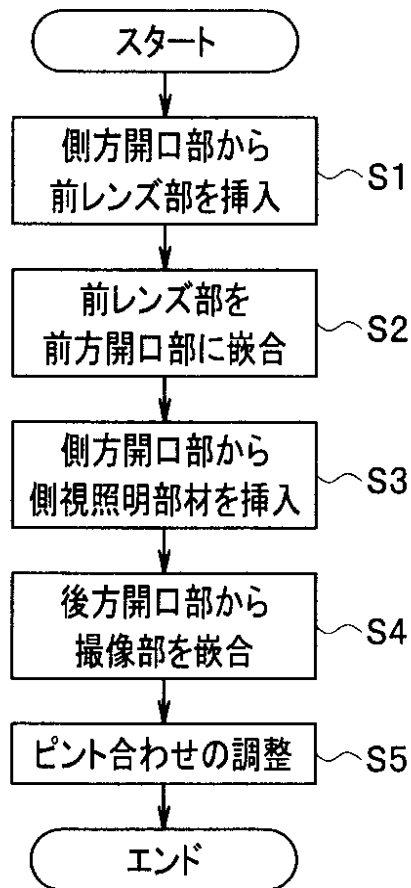 スタート
側方開口部から
前レンズ部を挿入
S1
前レンズ部を
前方開口部に嵌合
S2
側方開口部から
側視照明部材を挿入
S3
後方開口部から
撮像部を嵌合
S4
ピント合わせの調整
S5
エンド